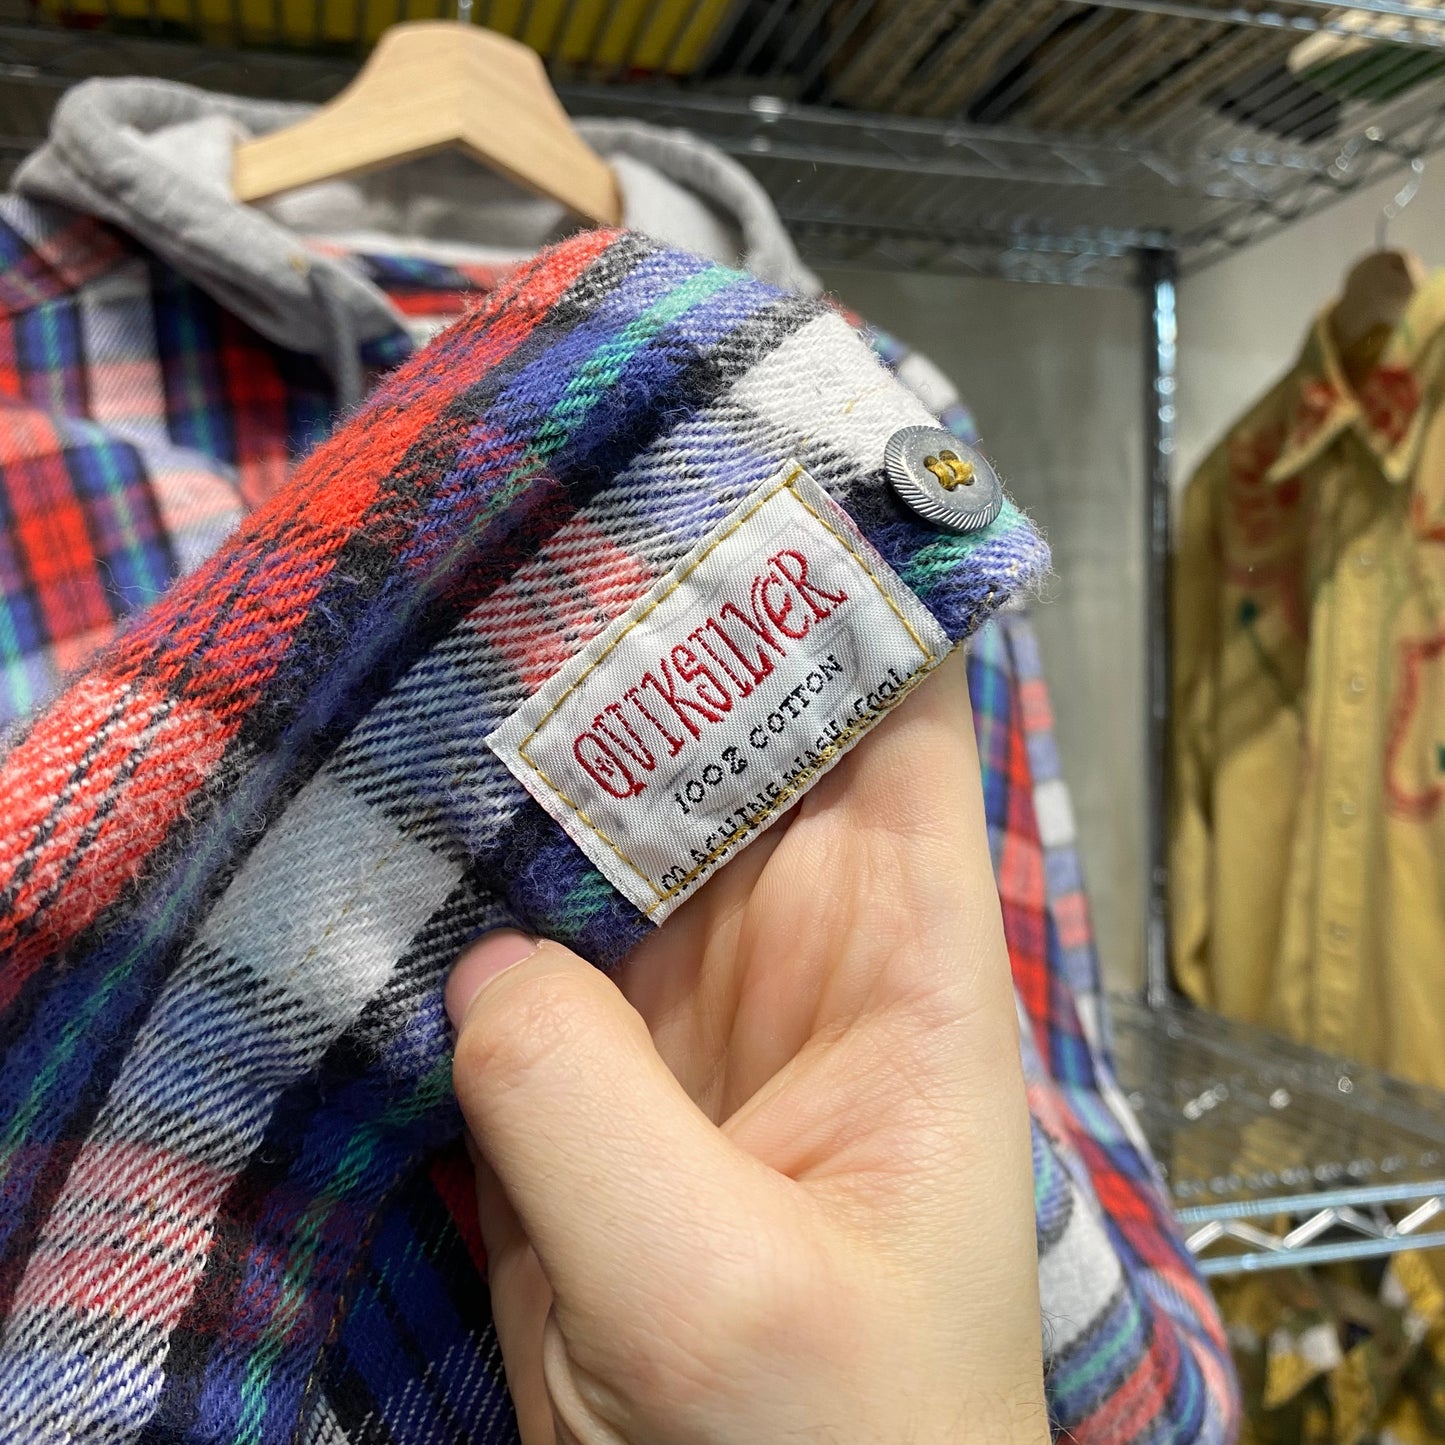 QUIKSILVER
100% COTTON
MACHINE WASH COOL